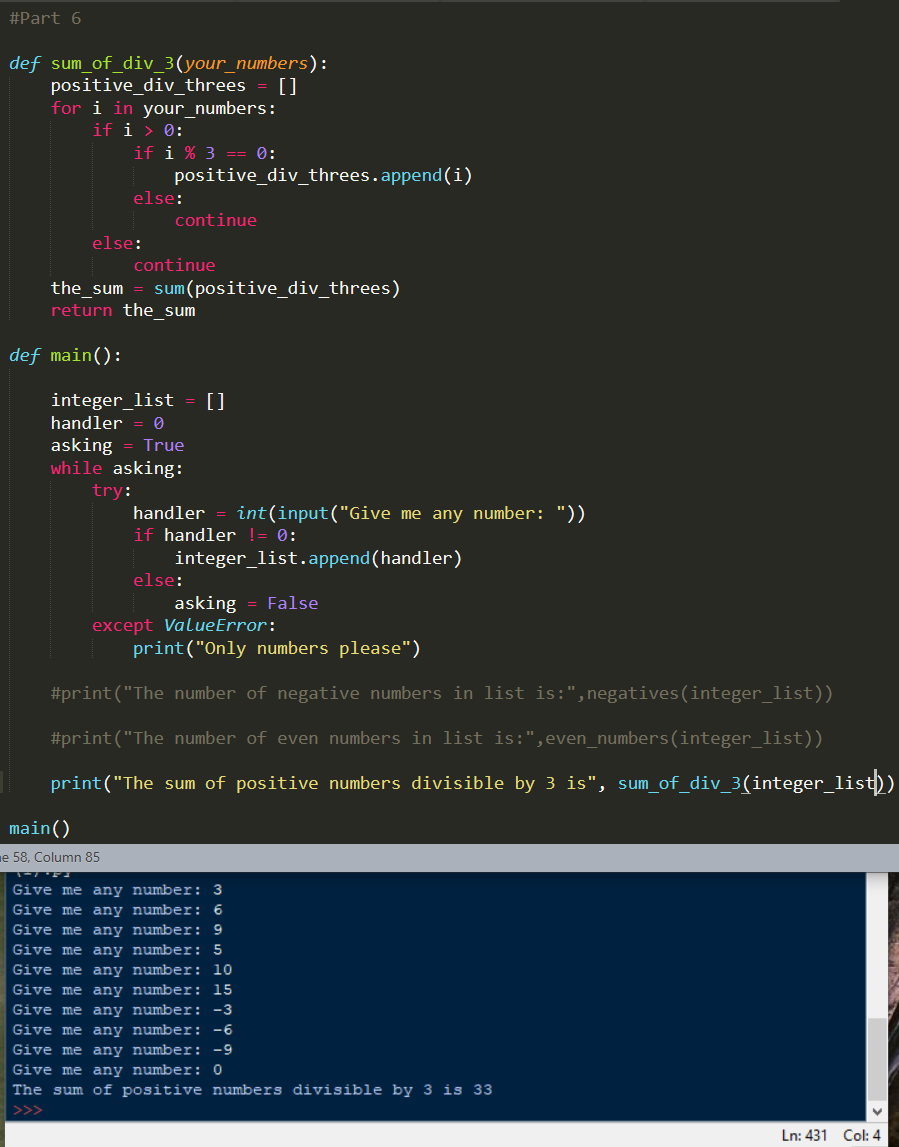 #Part 6
def sum_of_div_3(your_numbers):
    positive_div_threes = []
    for i in your_numbers:
        if i > 0:
            if i % 3 == 0:
                positive_div_threes.append(i)
            else:
                continue
        else:
            continue
    the_sum = sum(positive_div_threes)
    return the_sum
def main():
    integer_list = []
    handler = 0
    asking = True
    while asking:
        try:
            handler = int(input("Give me any number: "))
            if handler != 0:
                integer_list.append(handler)
            else:
                asking = False
        except ValueError:
            print("Only numbers please")
    #print("The number of negative numbers in list is:",negatives(integer_list))
    #print("The number of even numbers in list is:",even_numbers(integer_list))
    print("The sum of positive numbers divisible by 3 is", sum_of_div_3(integer_list))
main()
58, Column 85
Give me any number: 3
Give me any number: 6
Give me any number: 9
Give me any number: 5
Give me any number: 10
Give me any number: 15
Give me any number: -3
Give me any number: -6
Give me any number: -9
Give me any number: 0
The sum of positive numbers divisible by 3 is 33
>>>
Ln: 431 Col: 4